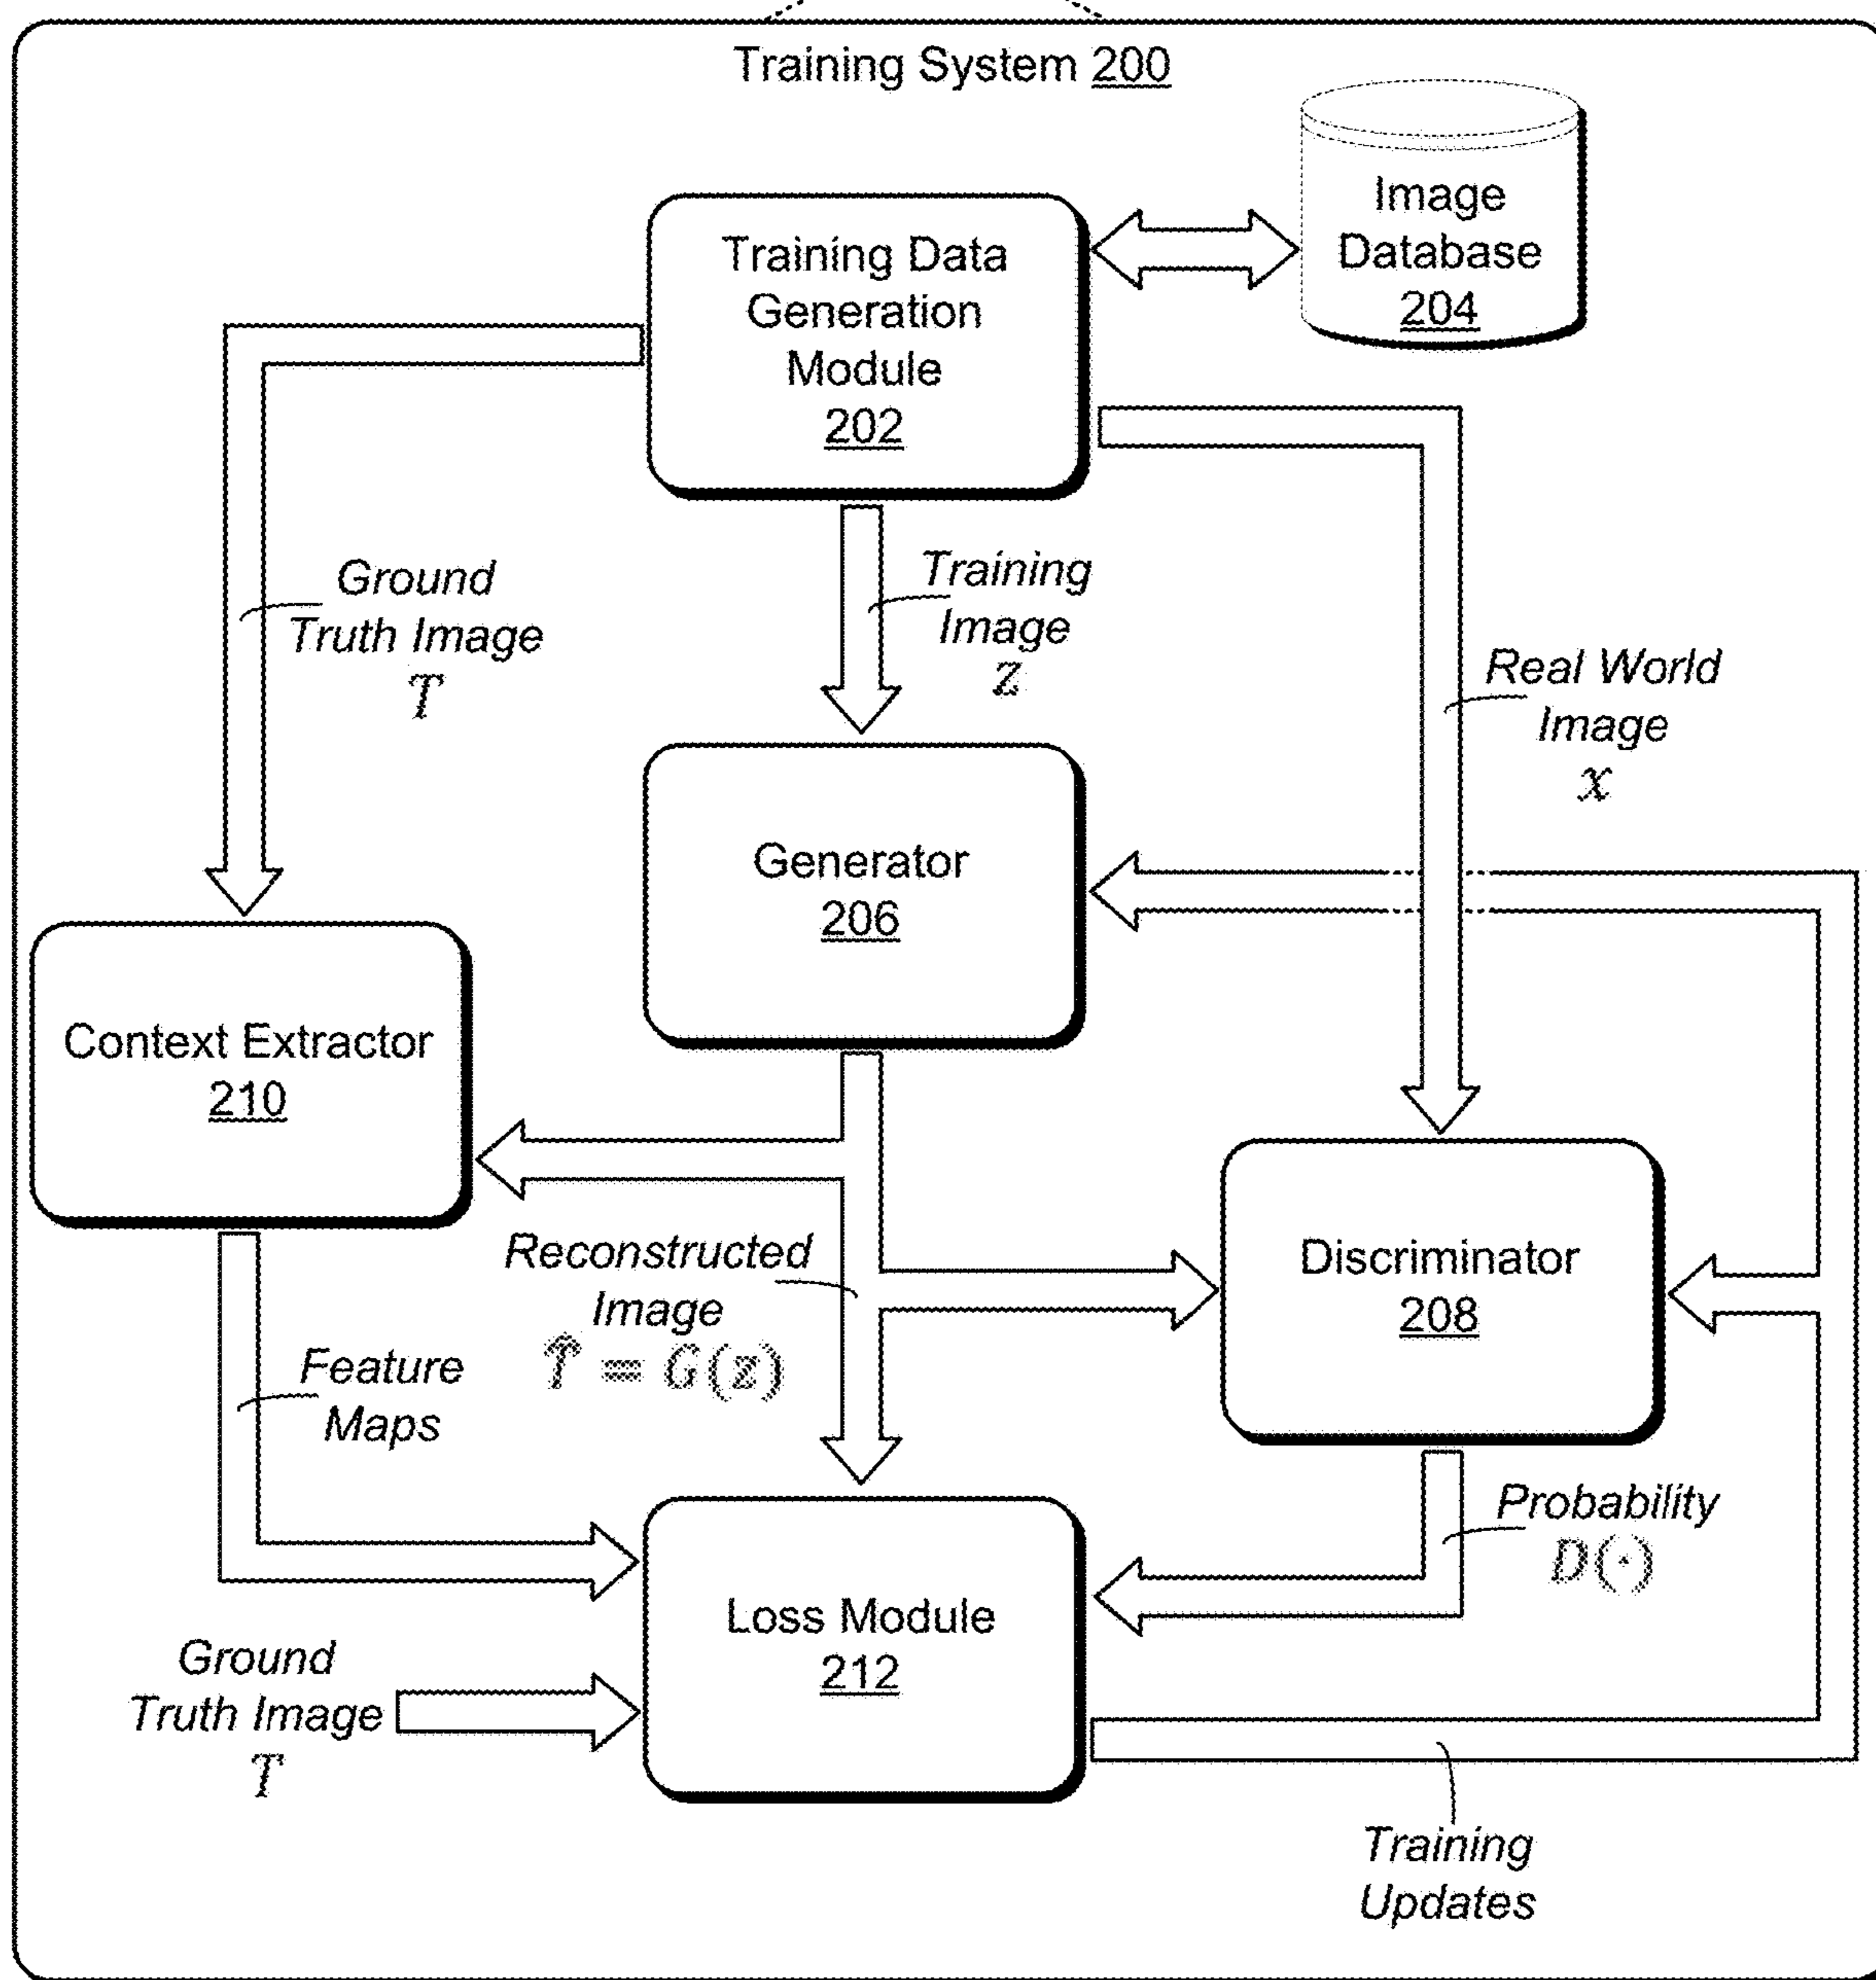 Training System 200
Image
Database
204
Training Data
Generation
Module
202
Ground
Truth Image
T
Training
Image
z
Real World
Image
x
Generator
206
Context Extractor
210
Reconstructed
Image
T̂ = G(z)
Discriminator
208
Feature
Maps
Probability
D(·)
Loss Module
212
Ground
Truth Image
T
Training
Updates